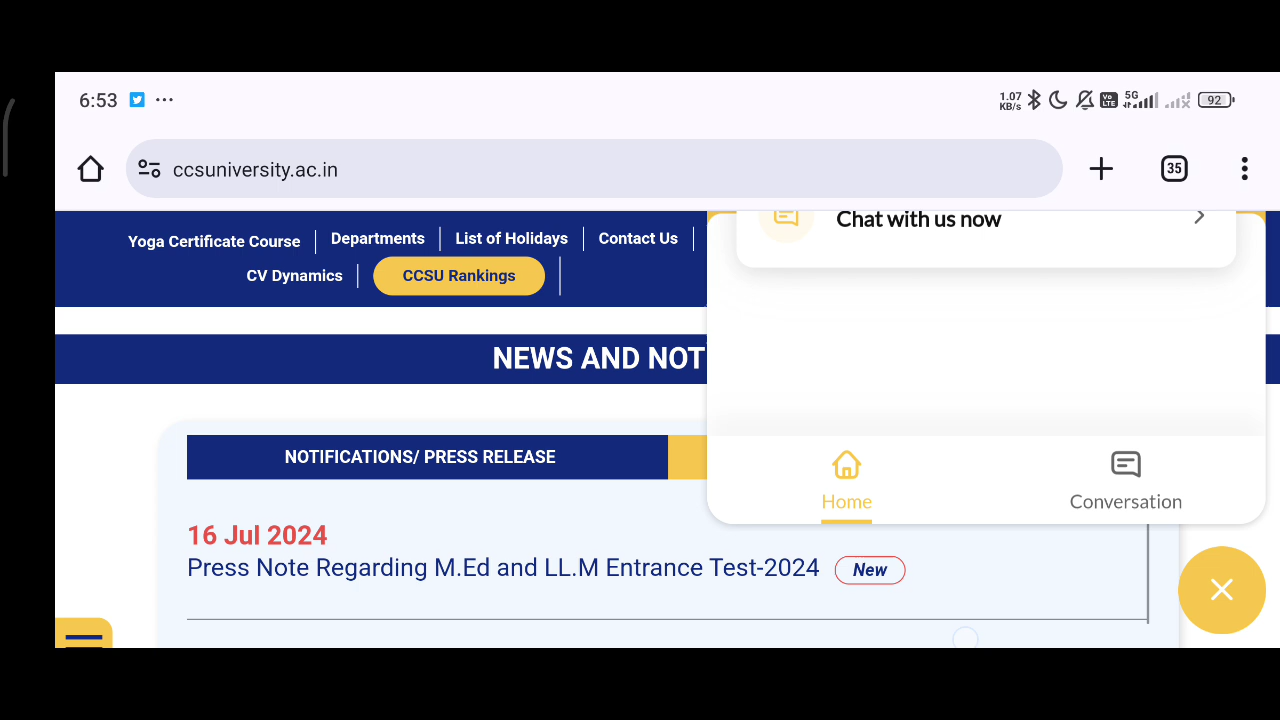 6:53
1.07 KB/s
Vo LTE
5G
92
ccsuniversity.ac.in
35
Yoga Certificate Course
Departments
List of Holidays
Contact Us
CV Dynamics
CCSU Rankings
Chat with us now
NEWS AND NOT
NOTIFICATIONS/ PRESS RELEASE
Home
Conversation
16 Jul 2024
Press Note Regarding M.Ed and LL.M Entrance Test-2024
New